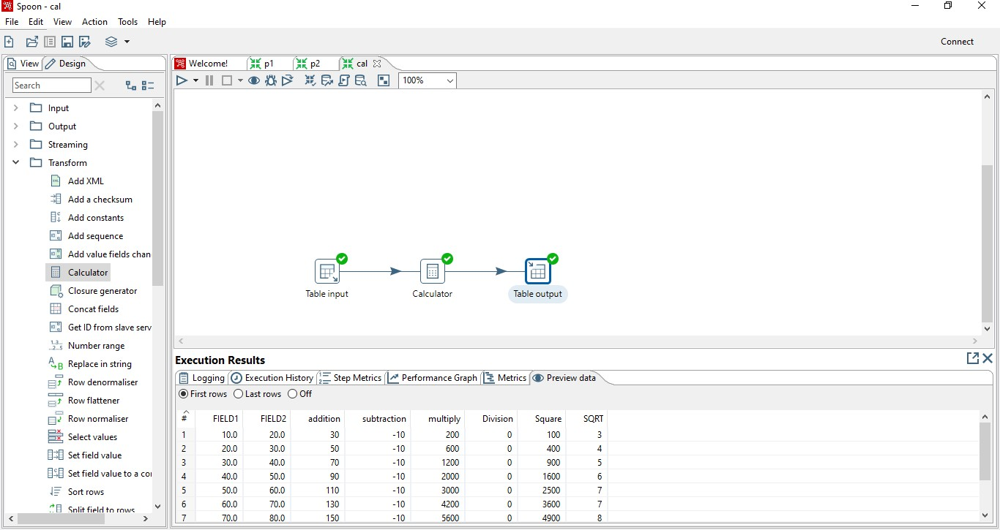 Spoon - cal
File Edit View Action Tools Help
Connect
View Design
Search
Input
Output
Streaming
Transform
Add XML
Add a checksum
Add constants
Add sequence
Add value fields chan
Calculator
Closure generator
Concat fields
Get ID from slave serv
Number range
Replace in string
Row denormaliser
Row flattener
Row normaliser
Select values
Set field value
Set field value to a co
Sort rows
Split field to rows
Welcome! p1 p2 cal
100%
Table input Calculator Table output
Execution Results
Logging Execution History Step Metrics Performance Graph Metrics Preview data
First rows Last rows Off
# FIELD1 FIELD2 addition subtraction multiply Division Square SQRT
1 10.0 20.0 30 -10 200 0 100 3
2 20.0 30.0 50 -10 600 0 400 4
3 30.0 40.0 70 -10 1200 0 900 5
4 40.0 50.0 90 -10 2000 0 1600 6
5 50.0 60.0 110 -10 3000 0 2500 7
6 60.0 70.0 130 -10 4200 0 3600 7
7 70.0 80.0 150 -10 5600 0 4900 8